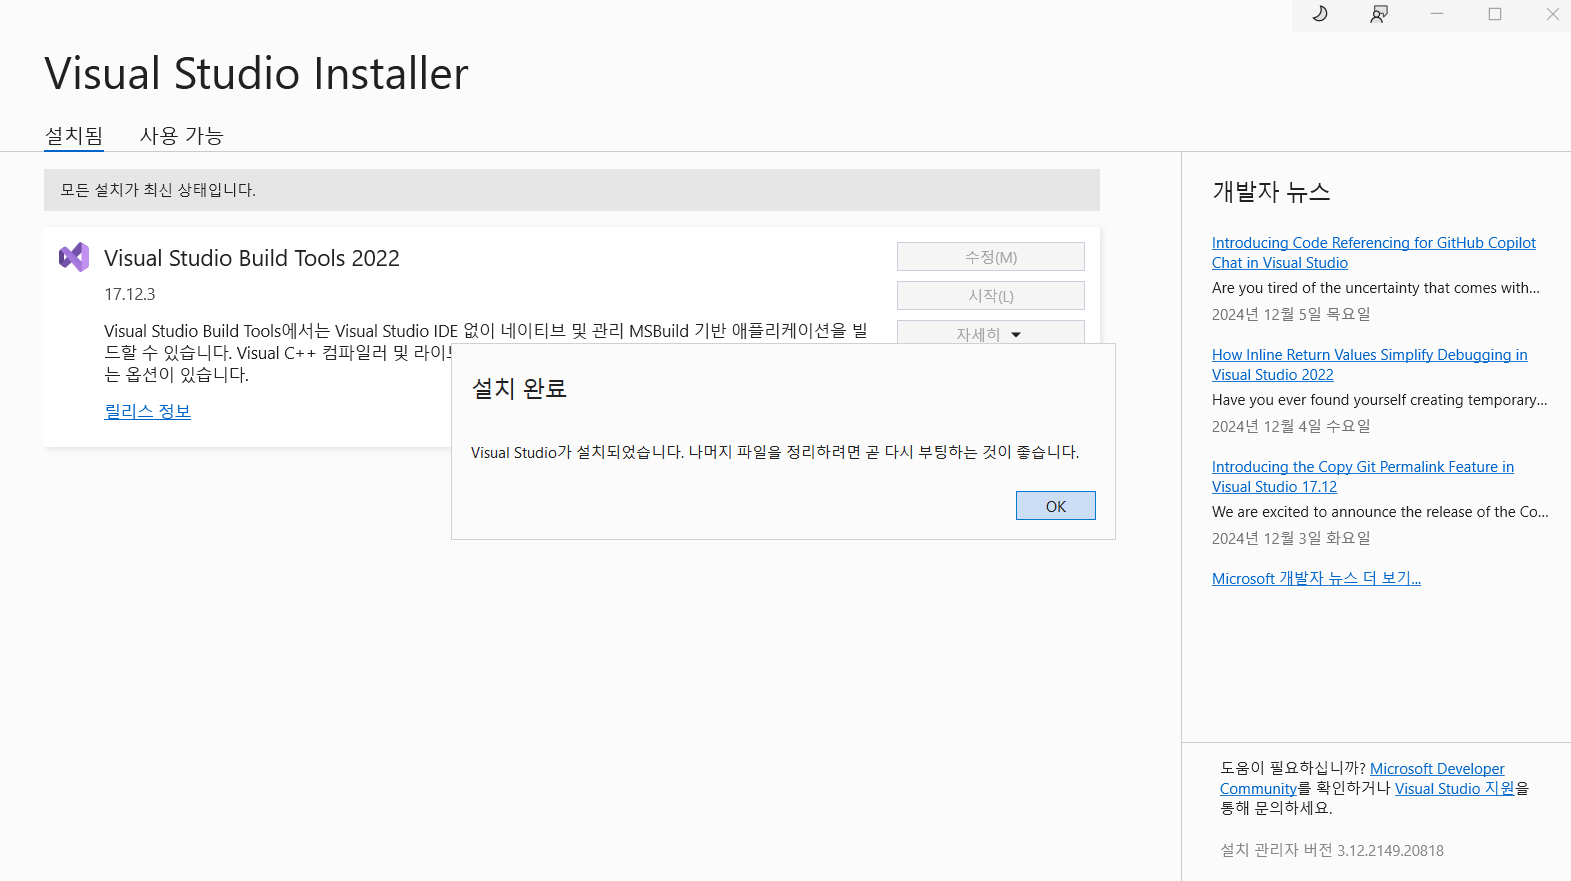 Visual Studio Installer
설치됨 사용 가능
모든 설치가 최신 상태입니다.
Visual Studio Build Tools 2022
17.12.3
Visual Studio Build Tools에서는 Visual Studio IDE 없이 네이티브 및 관리 MSBuild 기반 애플리케이션을 빌
드할 수 있습니다. Visual C++ 컴파일러 및
는 옵션이 있습니다.
릴리스 정보
수정(M)
시작(L)
자세히
설치 완료
Visual Studio가 설치되었습니다. 나머지 파일을 정리하려면 곧 다시 부팅하는 것이 좋습니다.
OK
개발자 뉴스
Introducing Code Referencing for GitHub Copilot
Chat in Visual Studio
Are you tired of the uncertainty that comes with...
2024년 12월 5일 목요일
How Inline Return Values Simplify Debugging in
Visual Studio 2022
Have you ever found yourself creating temporary...
2024년 12월 4일 수요일
Introducing the Copy Git Permalink Feature in
Visual Studio 17.12
We are excited to announce the release of the Co...
2024년 12월 3일 화요일
Microsoft 개발자 뉴스 더 보기...
도움이 필요하십니까? Microsoft Developer
Community를 확인하거나 Visual Studio 지원을
통해 문의하세요.
설치 관리자 버전 3.12.2149.20818